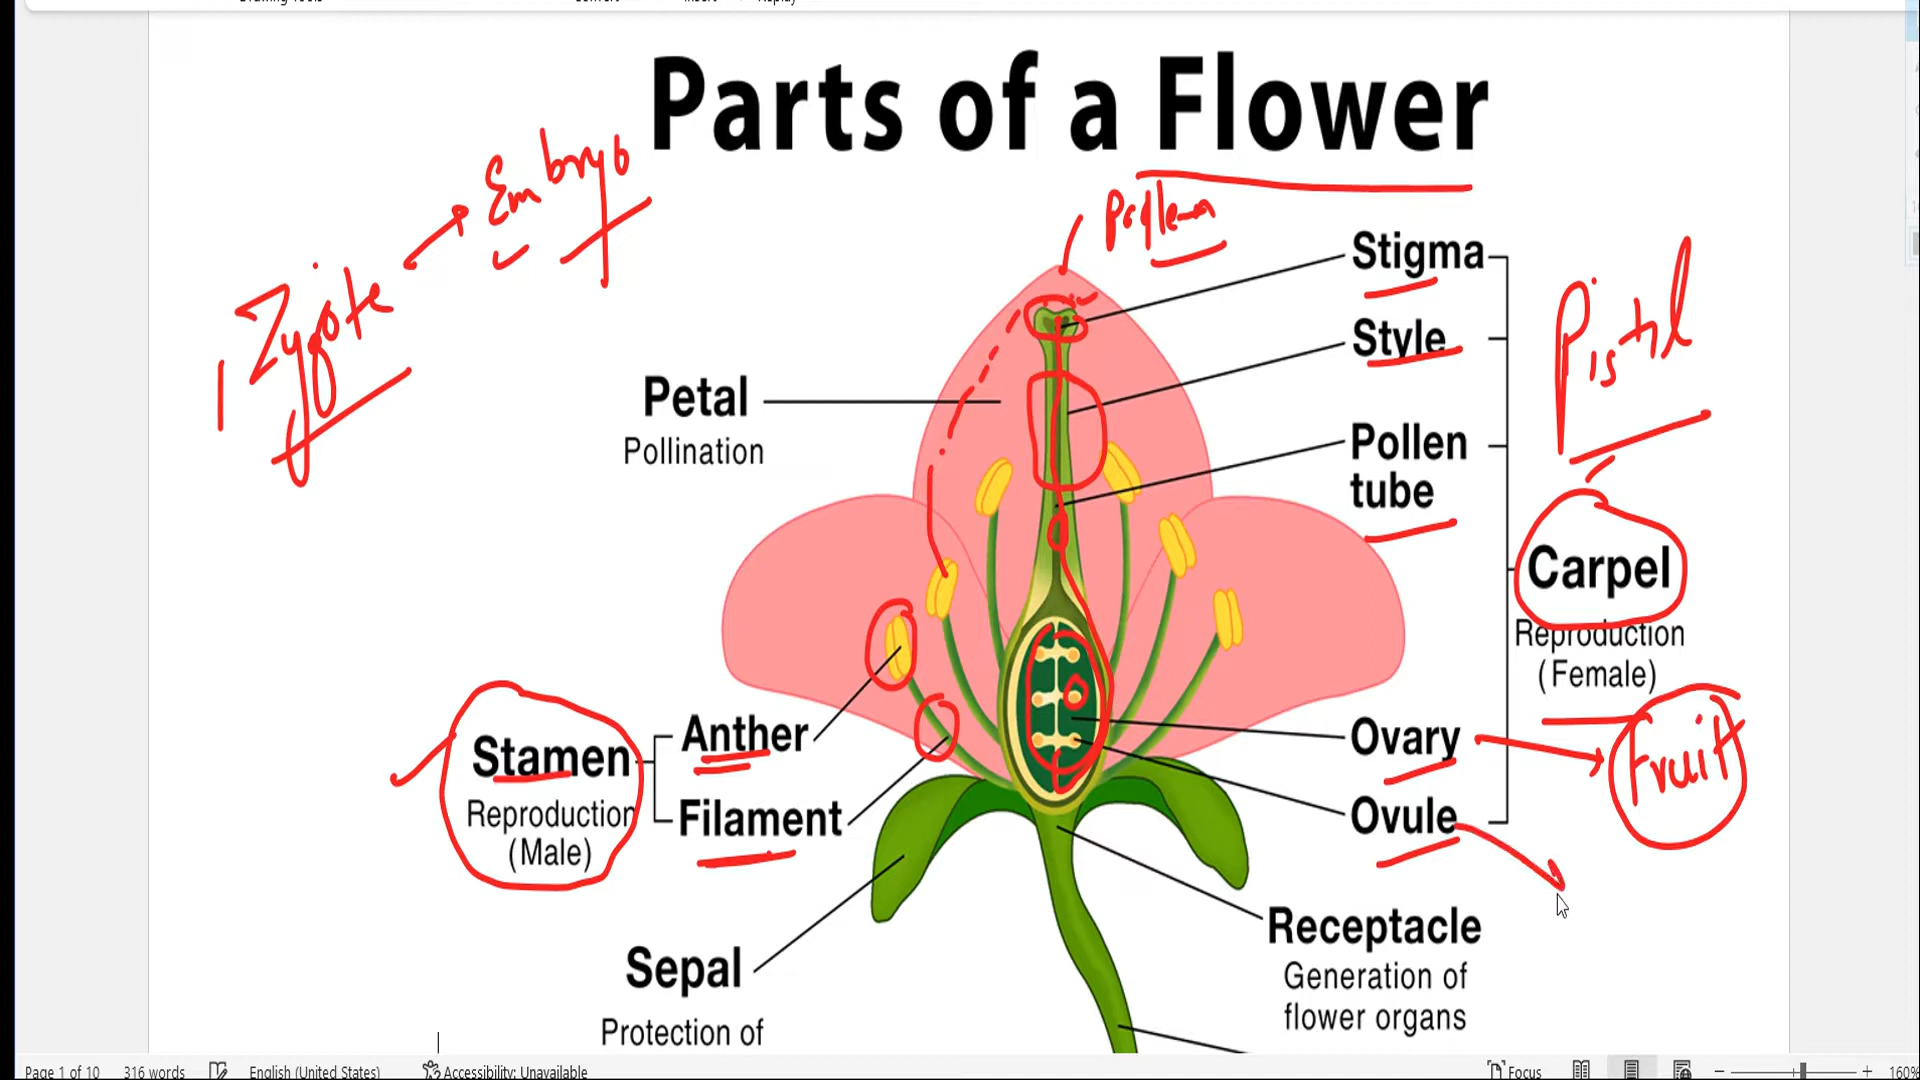 Parts of a Flower
Embryo
Zygote
Stigma
Style
Pistil
Petal
Pollination
Pollen
tube
Carpel
Reproduction
(Female)
Stamen
Reproduction
(Male)
Anther
Filament
Ovary
Fruit
Ovule
Receptacle
Generation of
flower organs
Sepal
Protection of
Page 1 of 10 316 words English (United States) Accessibility: Unavailable Focus 160%